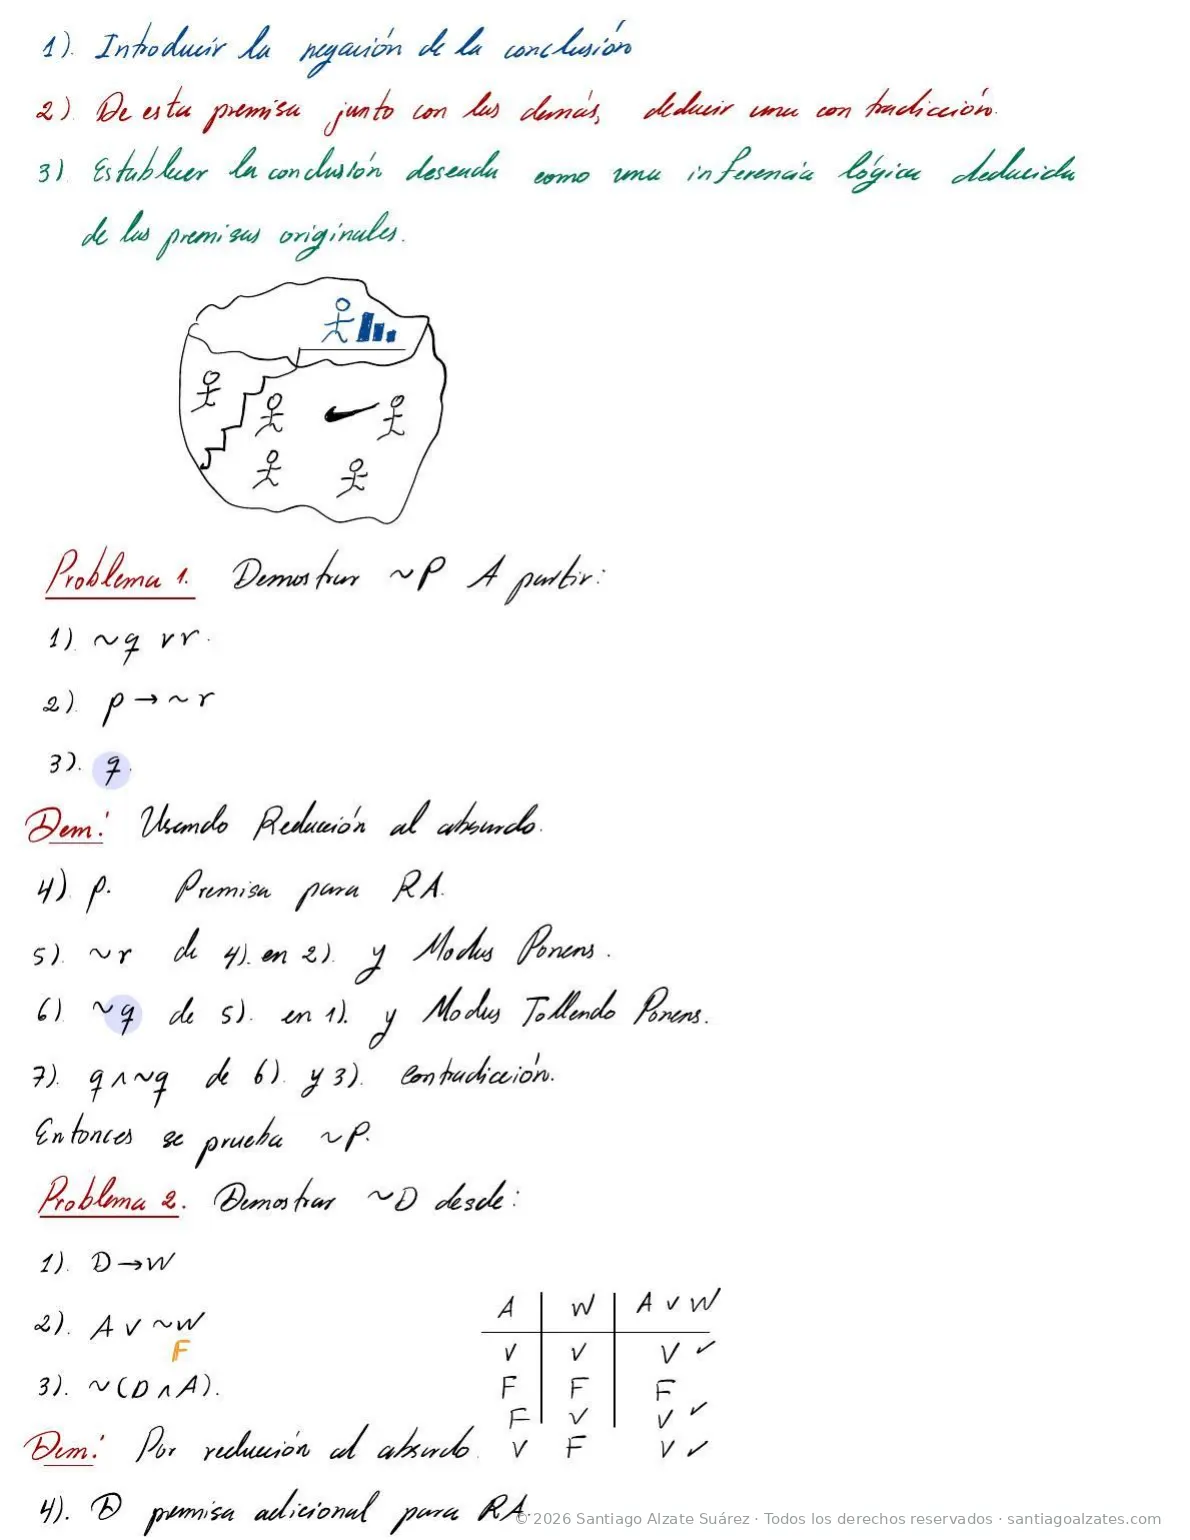 1). Introducir la negación de la conclusión
2) De esta premisa junto con las demás, deducir una contradicción.
3) Establecer la conclusión deseada como una inferencia lógica deducida
de las premisas originales.
Problema 1. Demostrar ~P A partir:
1) ~q ∨ r.
2). p → ~r
3). q.
Dem: Usando Reducción al absurdo.
4). p. Premisa para RA.
5). ~r de 4). en 2). y Modus Ponens.
6) ~q de 5). en 1). y Modus Tollendo Ponens.
7). q ∧ ~q de 6). y 3). contradicción.
Entonces se prueba ~P.
Problema 2. Demostrar ~D desde:
1). D → W
2). A ∨ ~W
F
3). ~(D ∧ A).
A W A ∨ W
V V V ✓
F F F
F V V ✓
V F V ✓
Dem: Por reducción al absurdo.
4). D premisa adicional para RA.
© 2026 Santiago Alzate Suárez · Todos los derechos reservados · santiagoalzates.com